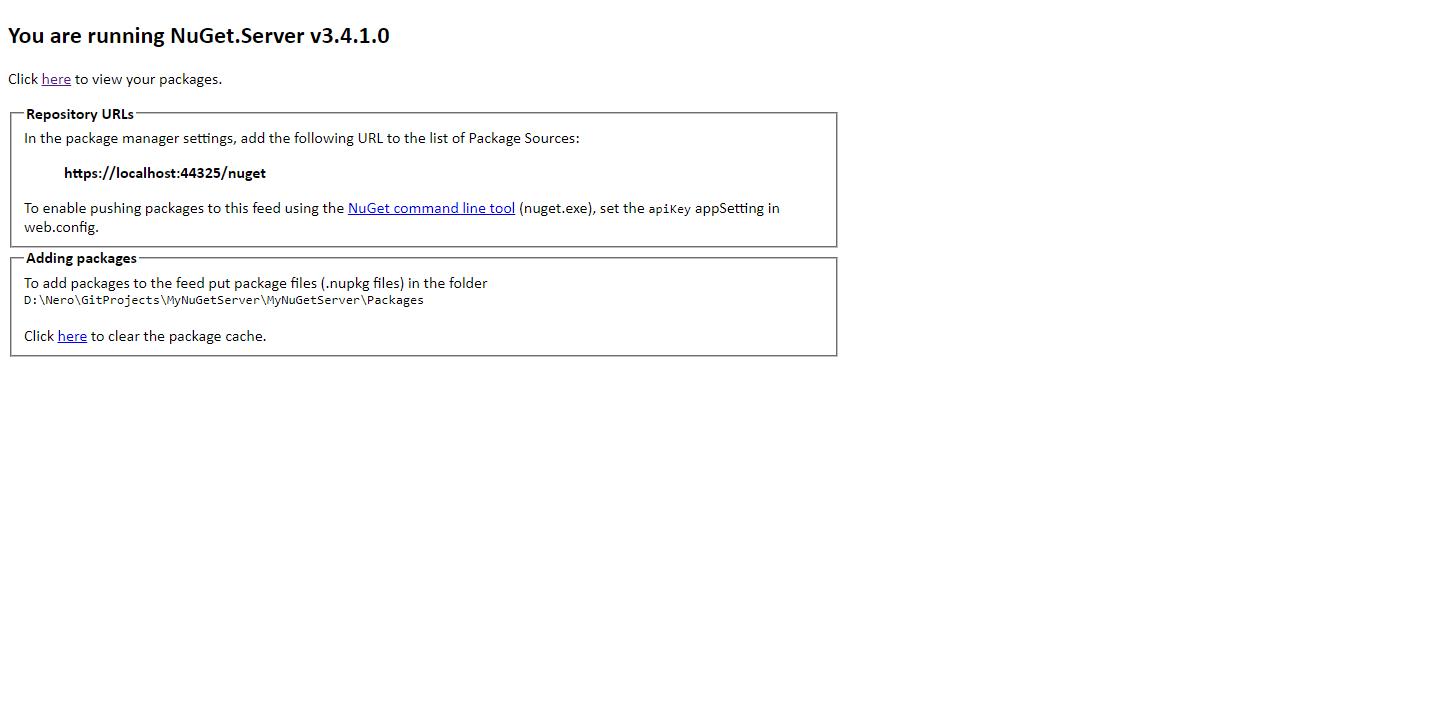 You are running NuGet.Server v3.4.1.0
Click here to view your packages.
Repository URLs
In the package manager settings, add the following URL to the list of Package Sources:
https://localhost:44325/nuget
To enable pushing packages to this feed using the NuGet command line tool (nuget.exe), set the apiKey appSetting in
web.config.
Adding packages
To add packages to the feed put package files (.nupkg files) in the folder
D:\Nero\GitProjects\MyNuGetServer\MyNuGetServer\Packages
Click here to clear the package cache.